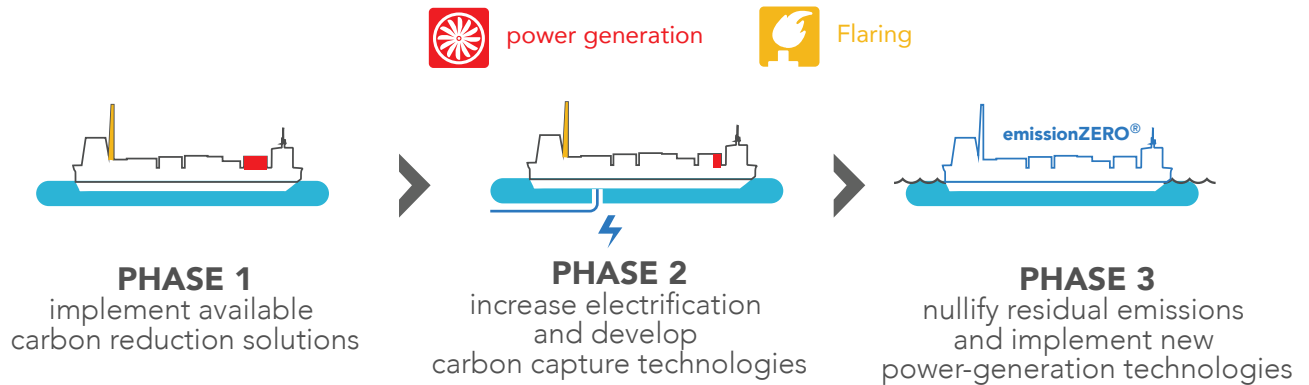 power generation
Flaring
emissionZERO®
PHASE 1
implement available
carbon reduction solutions
PHASE 2
increase electrification
and develop
carbon capture technologies
PHASE 3
nullify residual emissions
and implement new
power-generation technologies